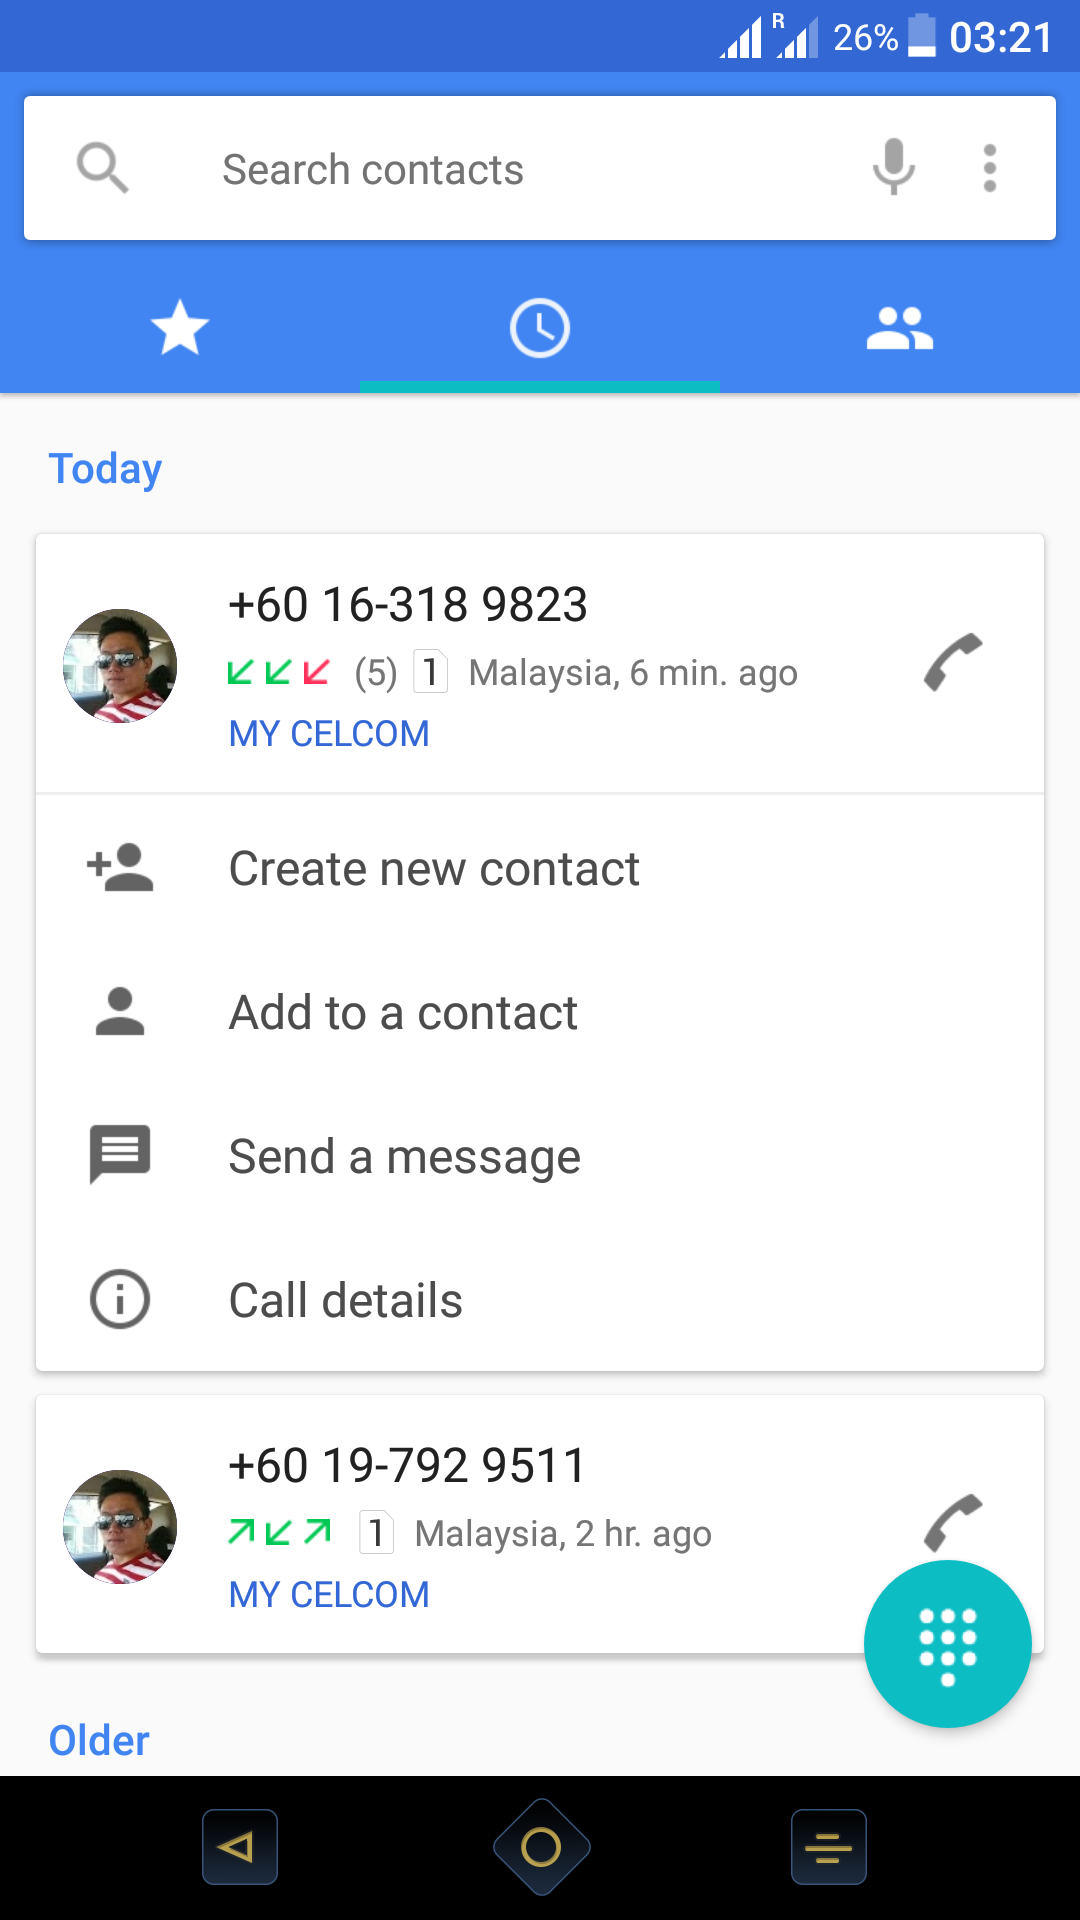 R 26% 03:21
Search contacts
Today
+60 16-318 9823
(5) 1 Malaysia, 6 min. ago
MY CELCOM
Create new contact
Add to a contact
Send a message
Call details
+60 19-792 9511
1 Malaysia, 2 hr. ago
MY CELCOM
Older